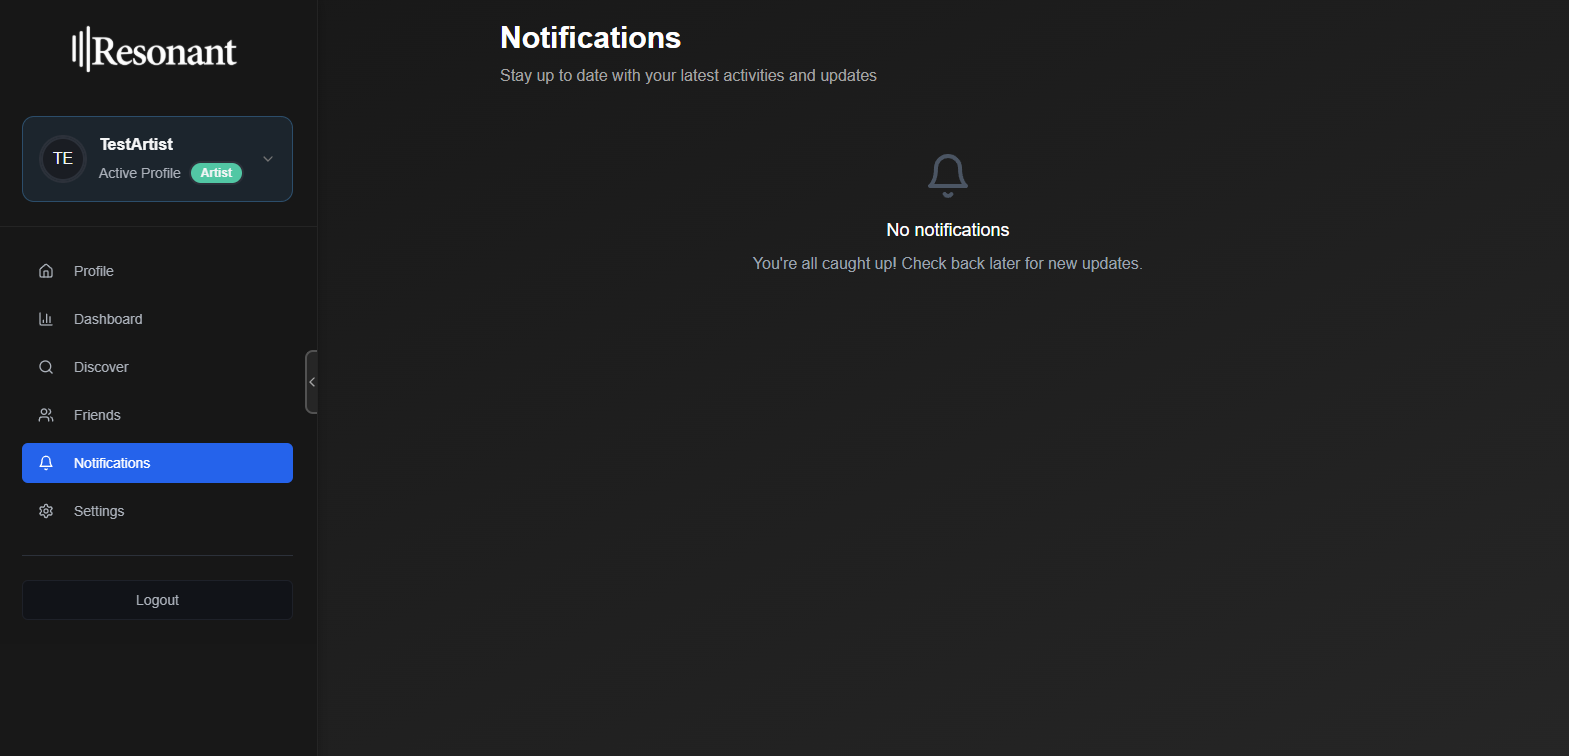 Resonant
TE
TestArtist
Active Profile Artist
Profile
Dashboard
Discover
Friends
Notifications
Settings
Logout
Notifications
Stay up to date with your latest activities and updates
No notifications
You're all caught up! Check back later for new updates.